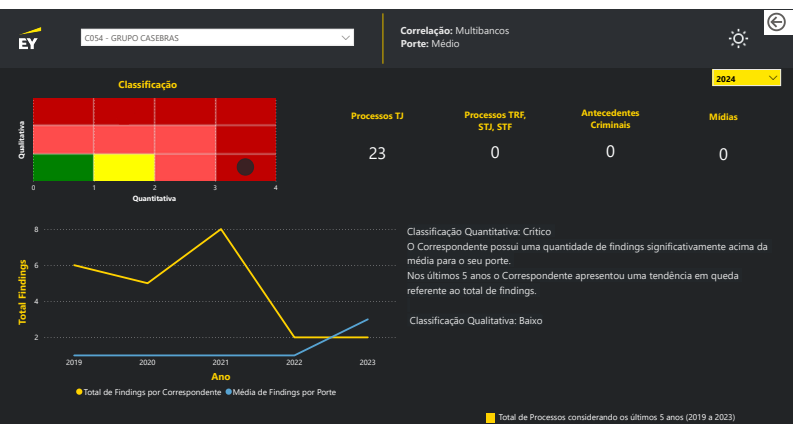 EY
C054 - GRUPO CASEBRAS
Correlação: Multibancos
Porte: Médio
2024
Classificação
Qualitativa
0 1 2 3 4
Quantitativa
Processos TJ
23
Processos TRF,
STJ, STF
0
Antecedentes
Criminais
0
Mídias
0
Total Findings
8
6
4
2
2019 2020 2021 2022 2023
Ano
Total de Findings por Correspondente Média de Findings por Porte
Classificação Quantitativa: Crítico
O Correspondente possui uma quantidade de findings significativamente acima da
média para o seu porte.
Nos últimos 5 anos o Correspondente apresentou uma tendência em queda
referente ao total de findings.
Classificação Qualitativa: Baixo
Total de Processos considerando os últimos 5 anos (2019 a 2023)